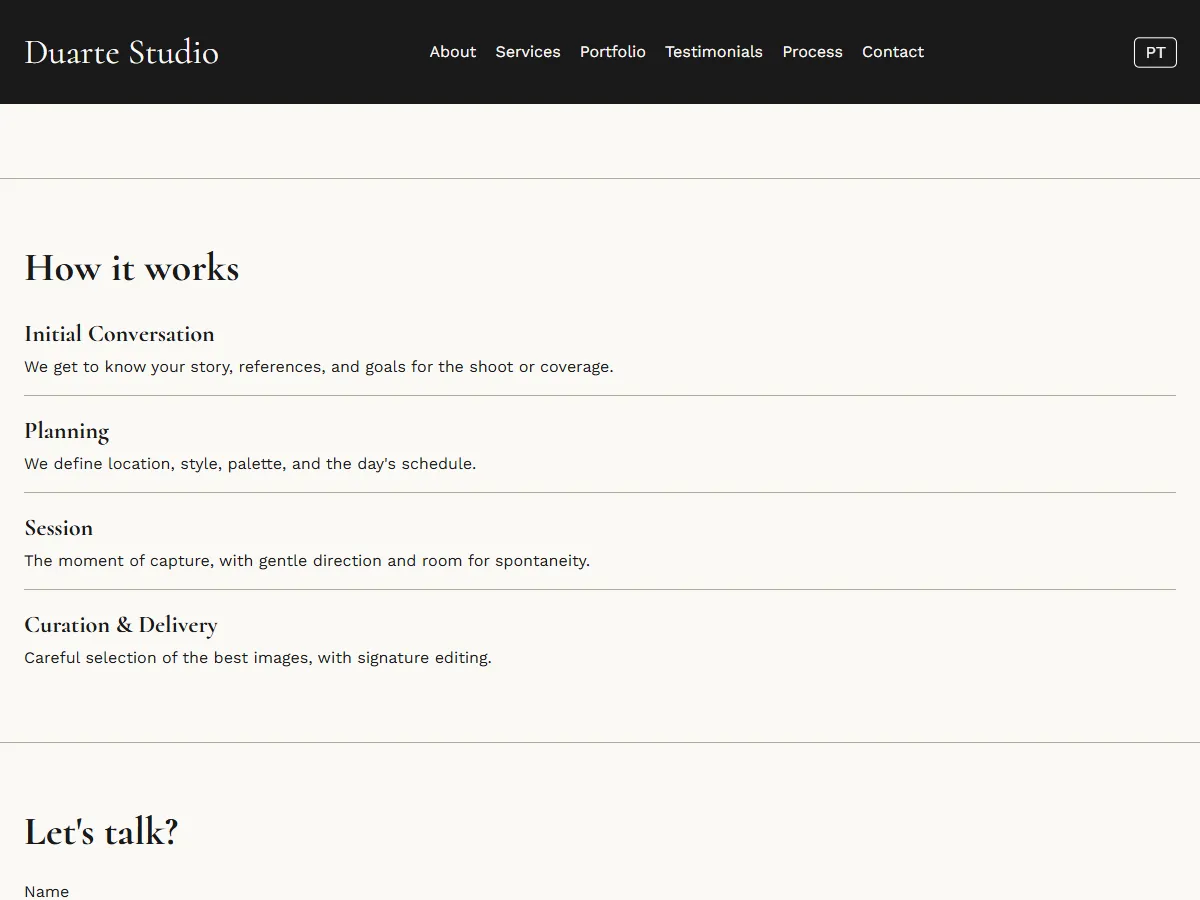 Duarte Studio
About Services Portfolio Testimonials Process Contact
PT
How it works
Initial Conversation
We get to know your story, references, and goals for the shoot or coverage.
Planning
We define location, style, palette, and the day's schedule.
Session
The moment of capture, with gentle direction and room for spontaneity.
Curation & Delivery
Careful selection of the best images, with signature editing.
Let's talk?
Name